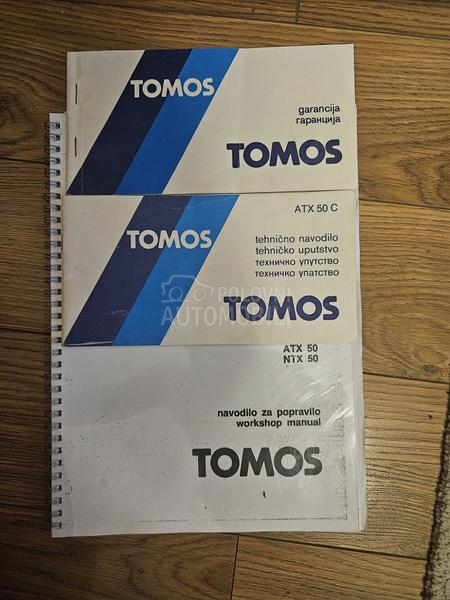 TOMOS
garancija
гаранција
TOMOS
ATX 50 C
TOMOS
tehnično navodilo
tehničko uputstvo
техничко упутство
техничко упатство
TOMOS
POLOVNI
AUTOMOBILI
ATX 50
NTX 50
navodilo za popravilo
workshop manual
TOMOS